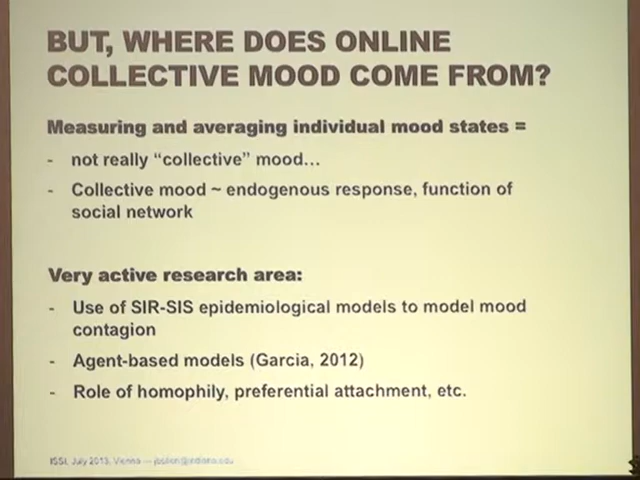 BUT, WHERE DOES ONLINE
COLLECTIVE MOOD COME FROM?
Measuring and averaging individual mood states =
- not really “collective” mood...
- Collective mood ~ endogenous response, function of
social network
Very active research area:
- Use of SIR-SIS epidemiological models to model mood
contagion
- Agent-based models (Garcia, 2012)
- Role of homophily, preferential attachment, etc.
ISSI, July 2013, Vienna — jbollen@indiana.edu